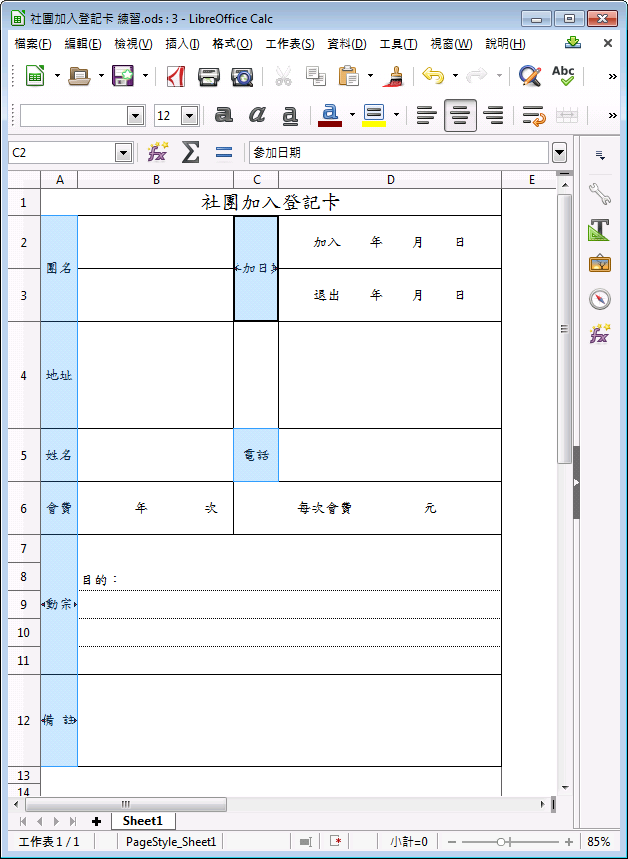 社團加入登記卡 練習.ods : 3 - LibreOffice Calc
檔案(F) 編輯(E) 檢視(V) 插入(I) 格式(O) 工作表(S) 資料(D) 工具(T) 視窗(W) 說明(H)
Abc
12 a a a a
C2 fx Σ = 參加日期
A B C D E
1 社團加入登記卡
2 加入 年 月 日
團名 加日
3 退出 年 月 日
4 地址
5 姓名 電話
6 會費 年 次 每次會費 元
7
8 目的：
9 動宗
10
11
12 備 註
13
14
Sheet1
工作表 1 / 1 PageStyle_Sheet1 小計=0 85%